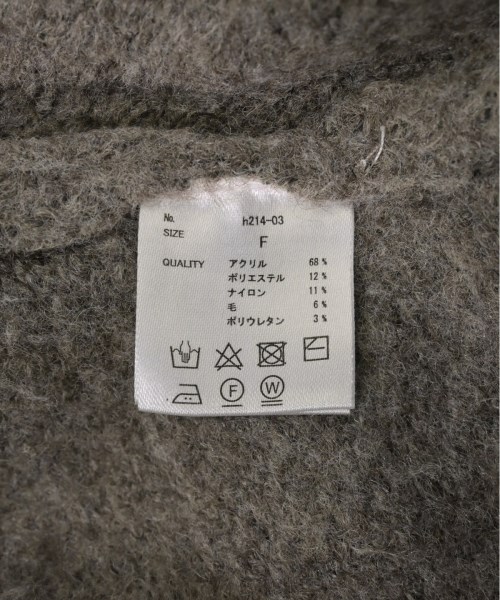 No. h214-03
SIZE F
QUALITY アクリル 68 %
ポリエステル 12 %
ナイロン 11 %
毛 6 %
ポリウレタン 3 %
F W